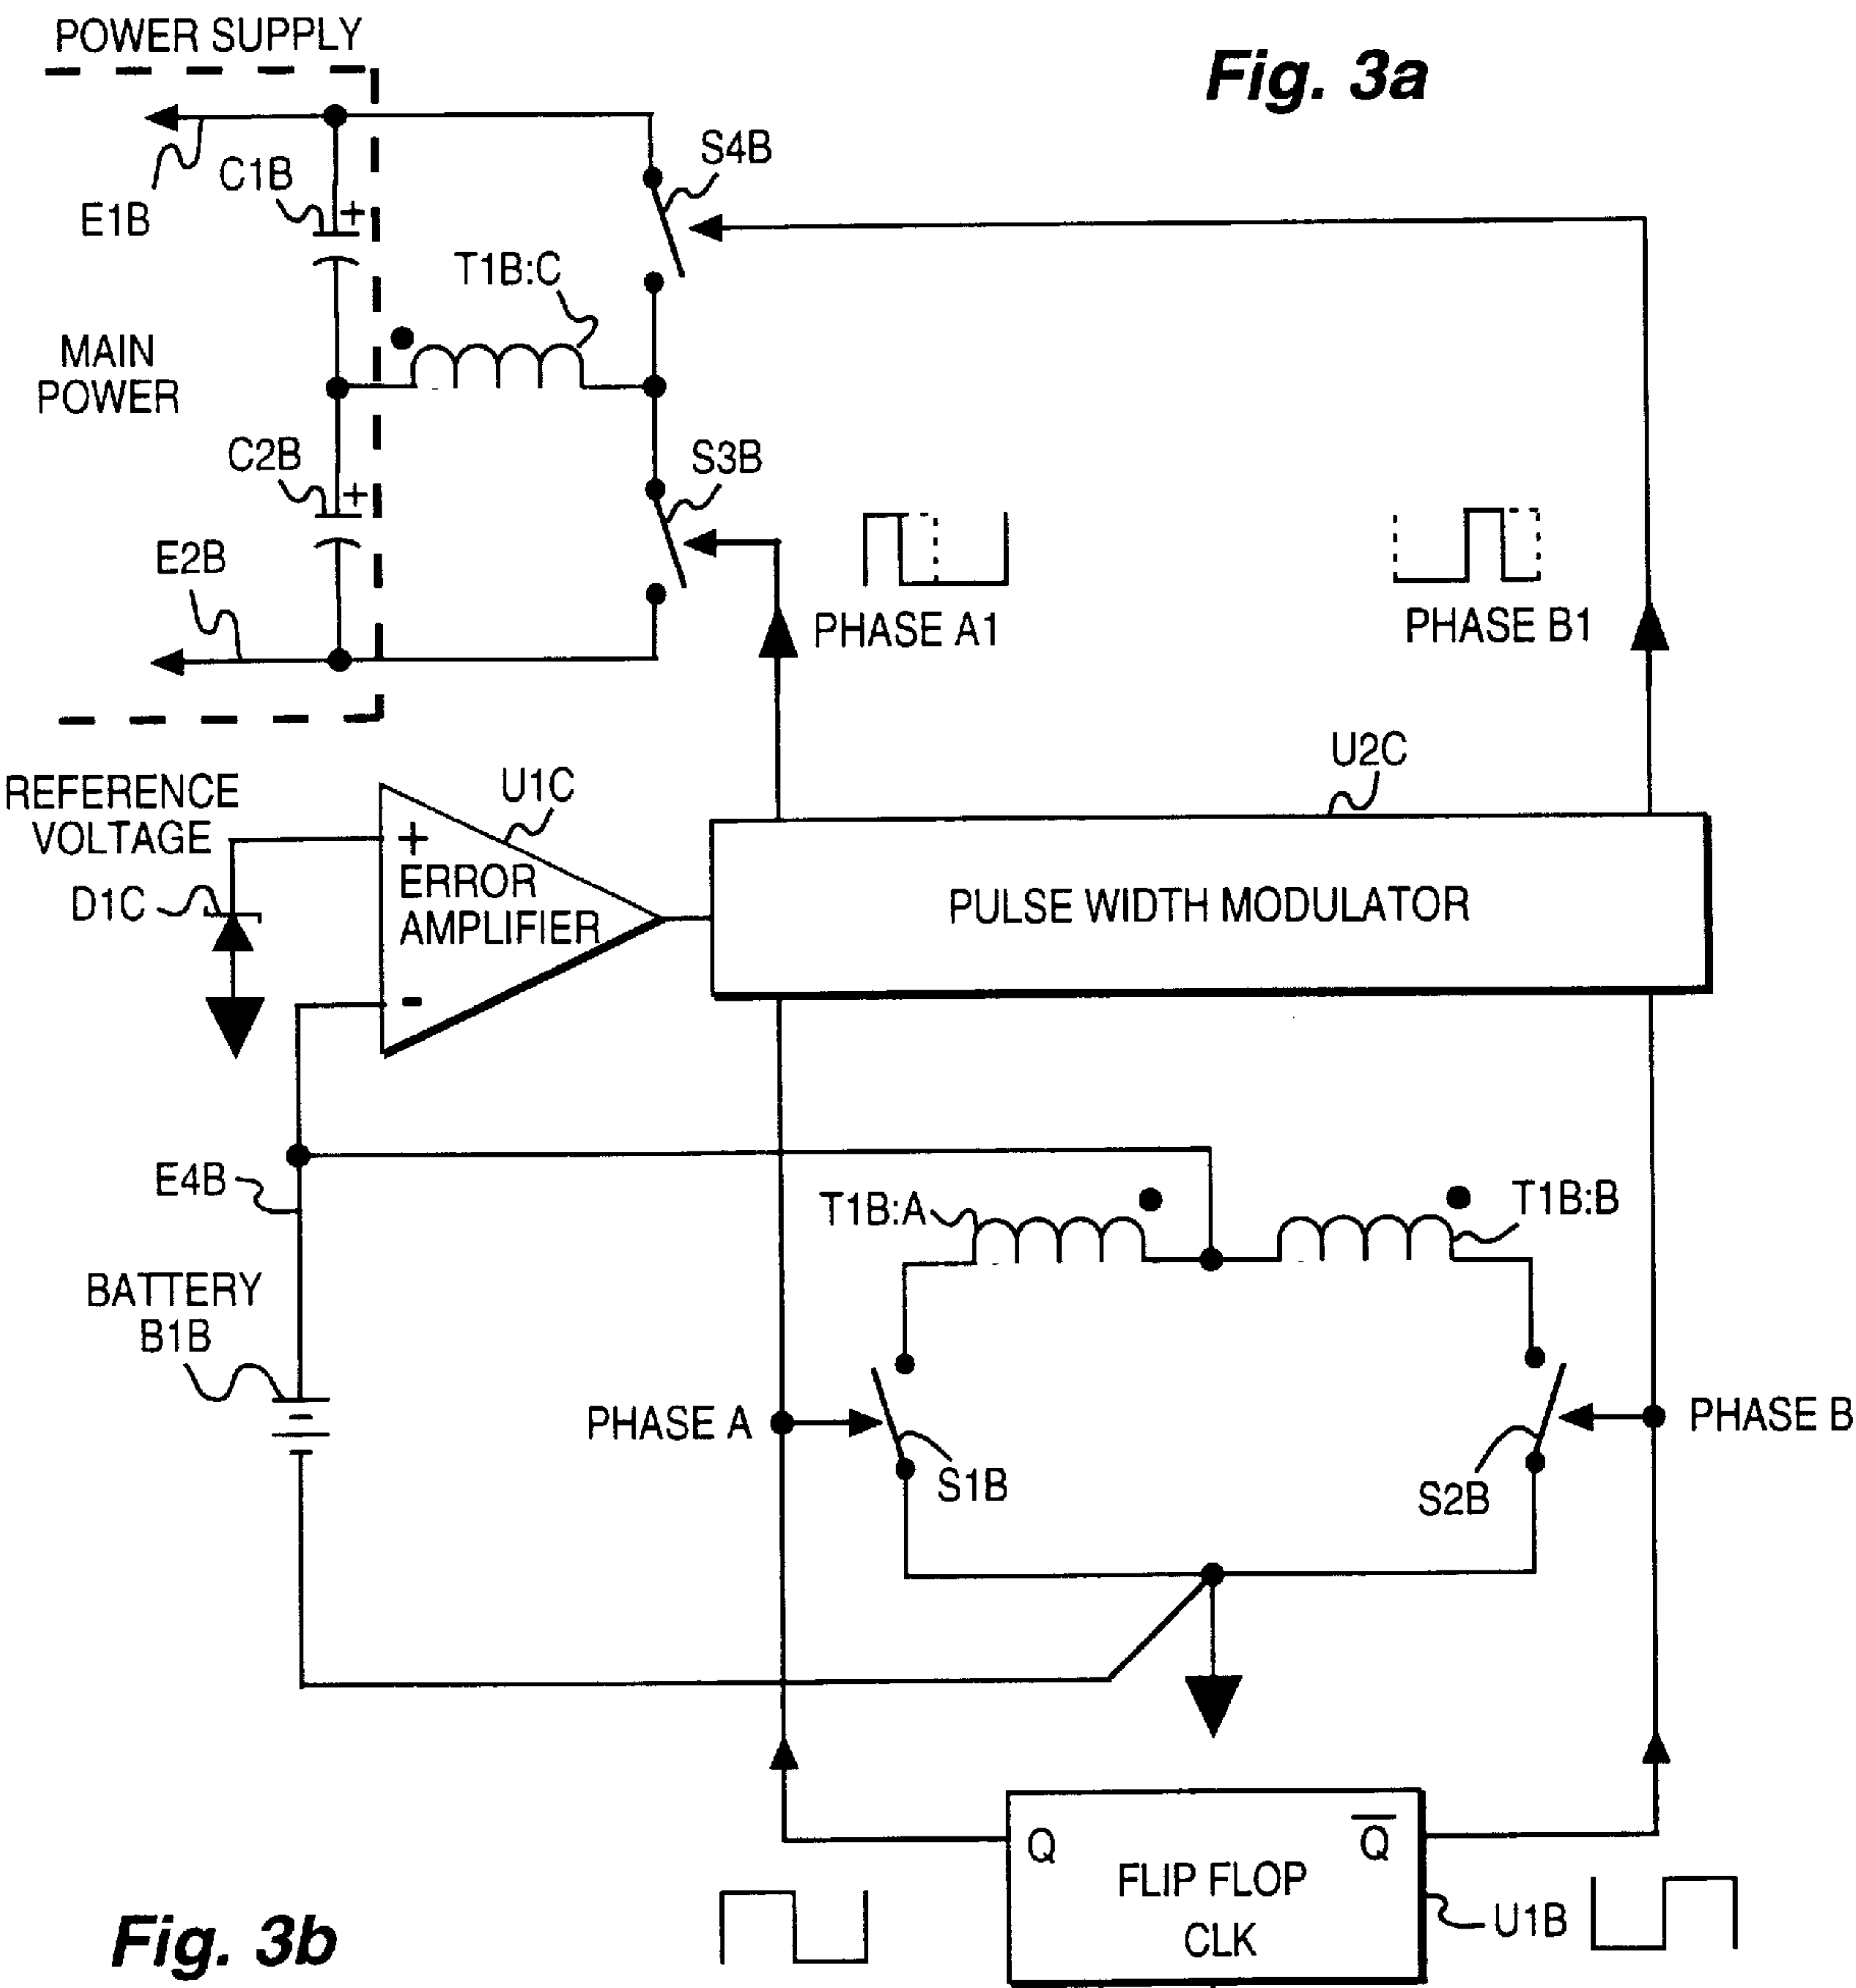 POWER SUPPLY
Fig. 3a
S4B
C1B
+
E1B
T1B:C
MAIN
POWER
C2B
+
S3B
E2B
PHASE A1
PHASE B1
U2C
REFERENCE
VOLTAGE
U1C
+
ERROR
AMPLIFIER
-
D1C
PULSE WIDTH MODULATOR
E4B
T1B:A
T1B:B
BATTERY
B1B
PHASE A
PHASE B
S1B
S2B
Q
Q̅
FLIP FLOP
CLK
U1B
Fig. 3b